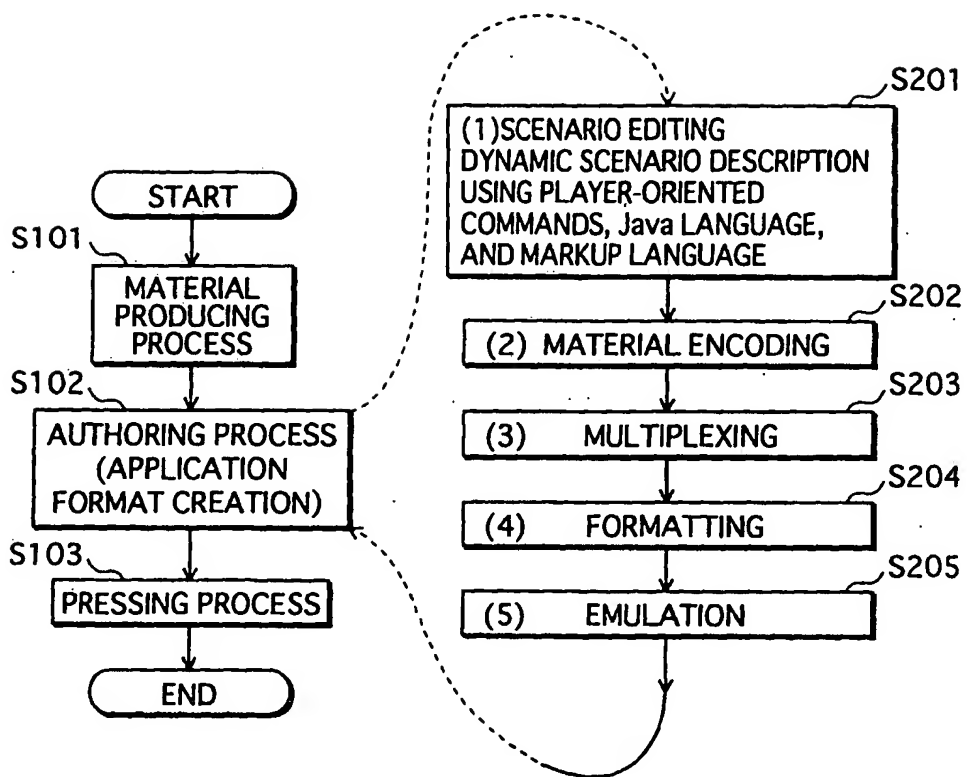 START
S101
MATERIAL
PRODUCING
PROCESS
S102
AUTHORING PROCESS
(APPLICATION
FORMAT CREATION)
S103
PRESSING PROCESS
END
S201
(1)SCENARIO EDITING
DYNAMIC SCENARIO DESCRIPTION
USING PLAYER-ORIENTED
COMMANDS, Java LANGUAGE,
AND MARKUP LANGUAGE
S202
(2) MATERIAL ENCODING
S203
(3) MULTIPLEXING
S204
(4) FORMATTING
S205
(5) EMULATION